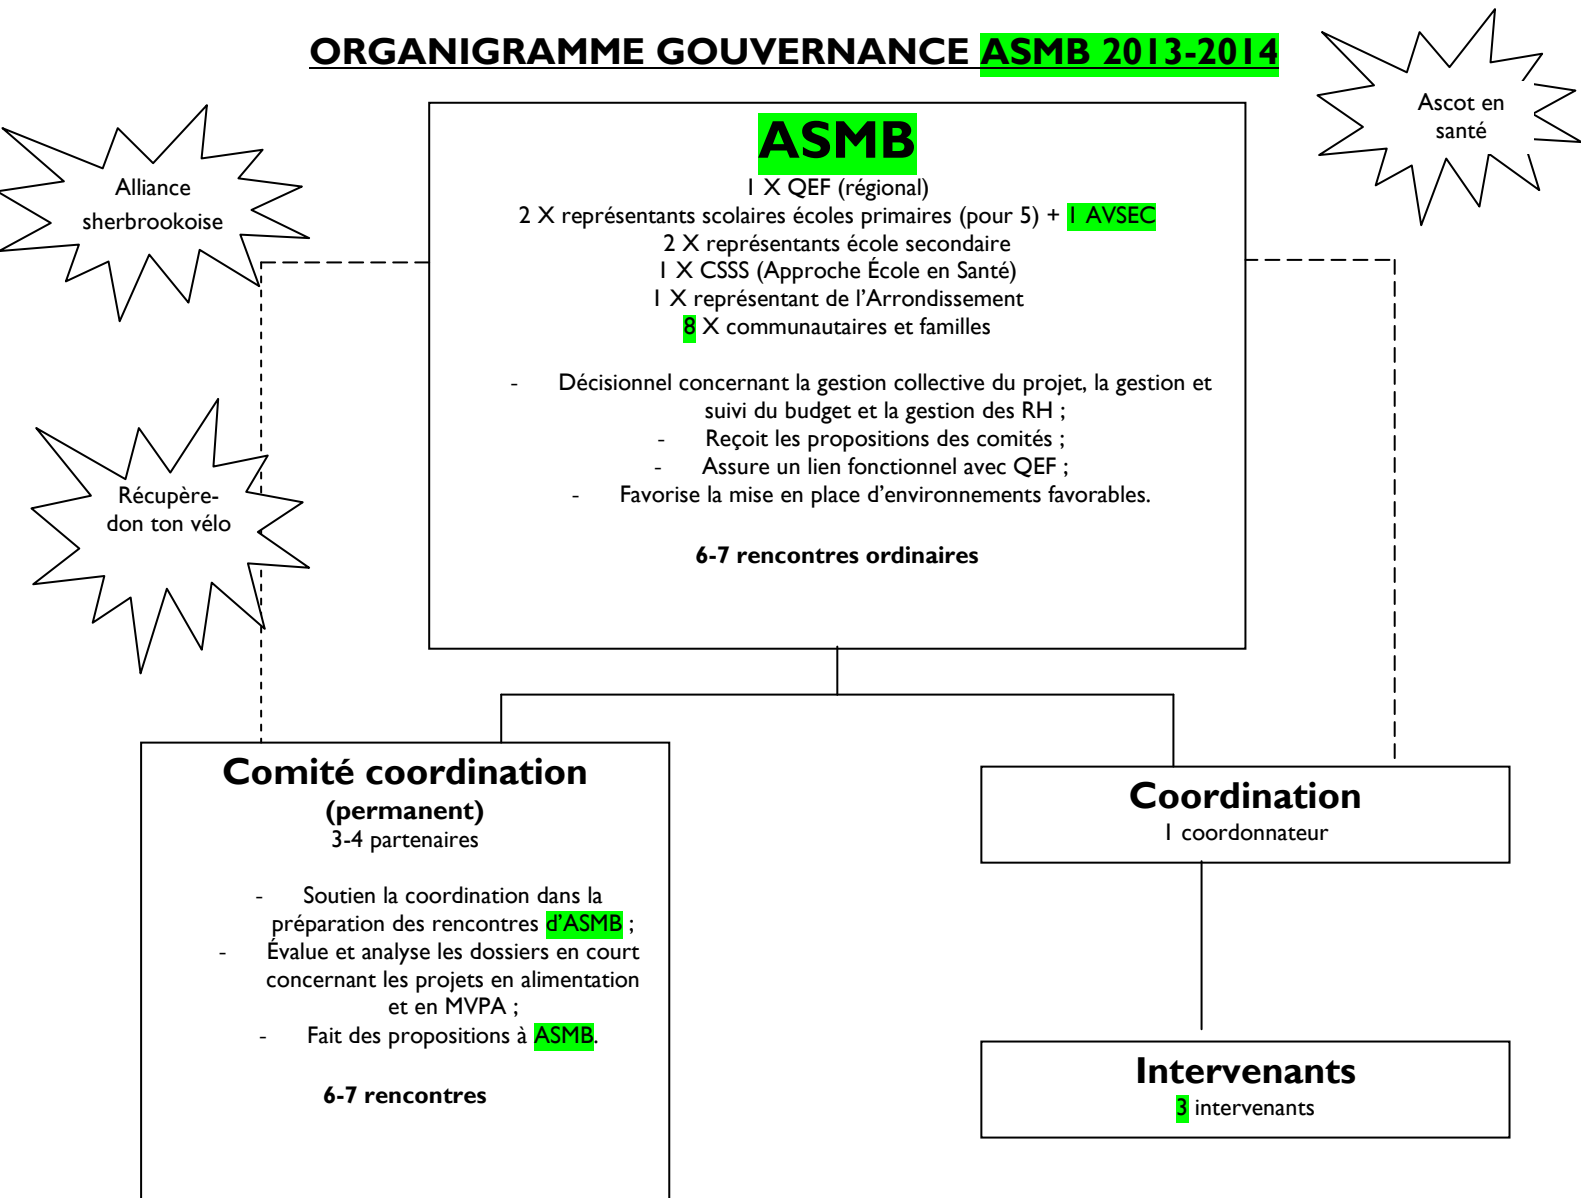 ORGANIGRAMME GOUVERNANCE ASMB 2013-2014
Ascot en
santé
Alliance
sherbrookoise
ASMB
1 X QEF (régional)
2 X représentants scolaires écoles primaires (pour 5) + 1 AVSEC
2 X représentants école secondaire
1 X CSSS (Approche École en Santé)
1 X représentant de l’Arrondissement
8 X communautaires et familles
- Décisionnel concernant la gestion collective du projet, la gestion et
suivi du budget et la gestion des RH ;
- Reçoit les propositions des comités ;
- Assure un lien fonctionnel avec QEF ;
- Favorise la mise en place d’environnements favorables.
6-7 rencontres ordinaires
Récupère-
don ton vélo
Comité coordination
(permanent)
3-4 partenaires
- Soutien la coordination dans la
préparation des rencontres d’ASMB ;
- Évalue et analyse les dossiers en court
concernant les projets en alimentation
et en MVPA ;
- Fait des propositions à ASMB.
6-7 rencontres
Coordination
1 coordonnateur
Intervenants
3 intervenants